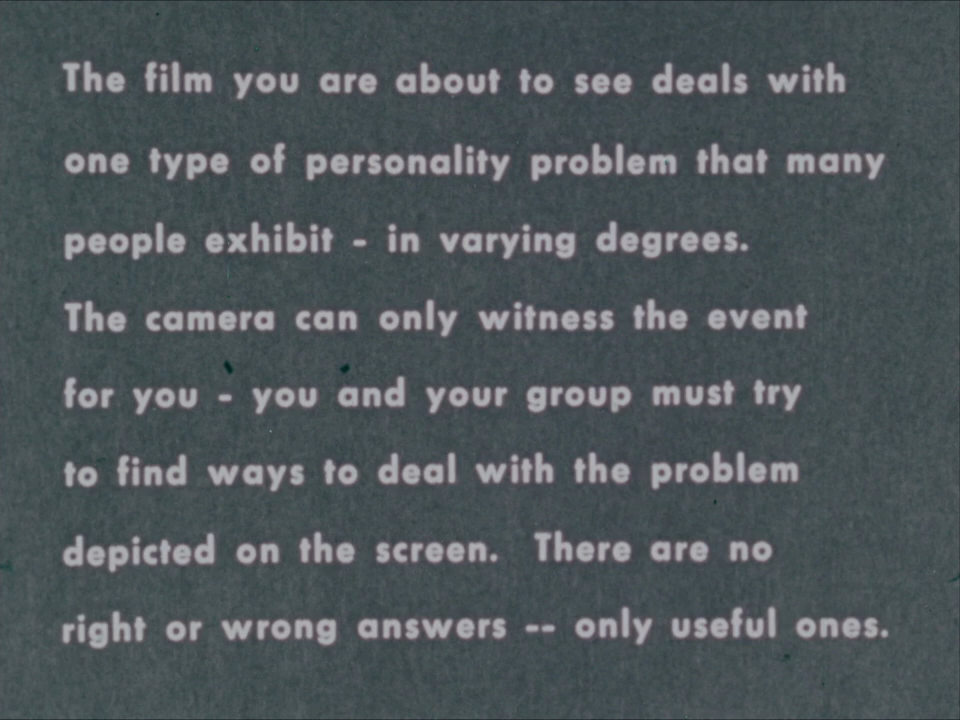 The film you are about to see deals with
one type of personality problem that many
people exhibit - in varying degrees.
The camera can only witness the event
for you - you and your group must try
to find ways to deal with the problem
depicted on the screen.  There are no
right or wrong answers -- only useful ones.